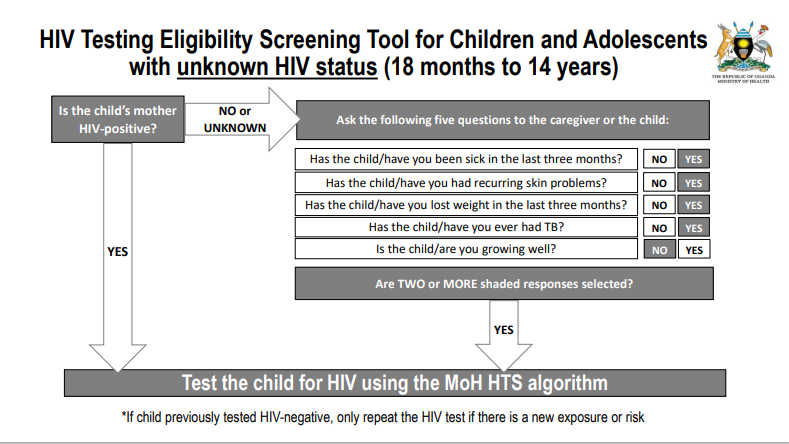 HIV Testing Eligibility Screening Tool for Children and Adolescents
with unknown HIV status (18 months to 14 years)
THE REPUBLIC OF UGANDA
MINISTRY OF HEALTH
Is the child's mother
HIV-positive?
NO or
UNKNOWN
Ask the following five questions to the caregiver or the child:
Has the child/have you been sick in the last three months? NO YES
Has the child/have you had recurring skin problems? NO YES
Has the child/have you lost weight in the last three months? NO YES
Has the child/have you ever had TB? NO YES
Is the child/are you growing well? NO YES
YES
Are TWO or MORE shaded responses selected?
YES
Test the child for HIV using the MoH HTS algorithm
*If child previously tested HIV-negative, only repeat the HIV test if there is a new exposure or risk